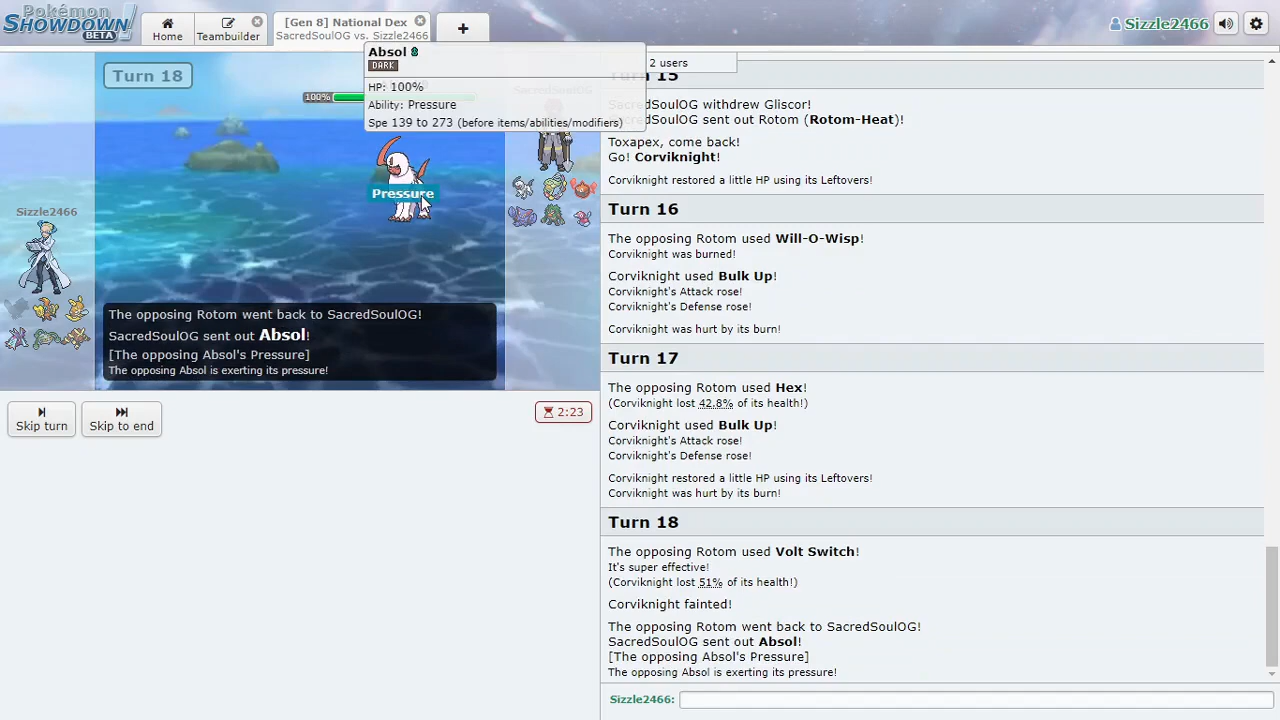 Pokémon
SHOWDOWN!
BETA
Home
Teambuilder
[Gen 8] National Dex
SacredSoulOG vs. Sizzle2466
+
Sizzle2466
Absol
DARK
HP: 100%
Ability: Pressure
Spe 139 to 273 (before items/abilities/modifiers)
2 users
Turn 18
100%
Pressure
Sizzle2466
The opposing Rotom went back to SacredSoulOG!
SacredSoulOG sent out Absol!
[The opposing Absol's Pressure]
The opposing Absol is exerting its pressure!
Skip turn
Skip to end
2:23
Turn 15
SacredSoulOG withdrew Gliscor!
SacredSoulOG sent out Rotom (Rotom-Heat)!
Toxapex, come back!
Go! Corviknight!
Corviknight restored a little HP using its Leftovers!
Turn 16
The opposing Rotom used Will-O-Wisp!
Corviknight was burned!
Corviknight used Bulk Up!
Corviknight's Attack rose!
Corviknight's Defense rose!
Corviknight was hurt by its burn!
Turn 17
The opposing Rotom used Hex!
(Corviknight lost 42.8% of its health!)
Corviknight used Bulk Up!
Corviknight's Attack rose!
Corviknight's Defense rose!
Corviknight restored a little HP using its Leftovers!
Corviknight was hurt by its burn!
Turn 18
The opposing Rotom used Volt Switch!
It's super effective!
(Corviknight lost 51% of its health!)
Corviknight fainted!
The opposing Rotom went back to SacredSoulOG!
SacredSoulOG sent out Absol!
[The opposing Absol's Pressure]
The opposing Absol is exerting its pressure!
Sizzle2466: